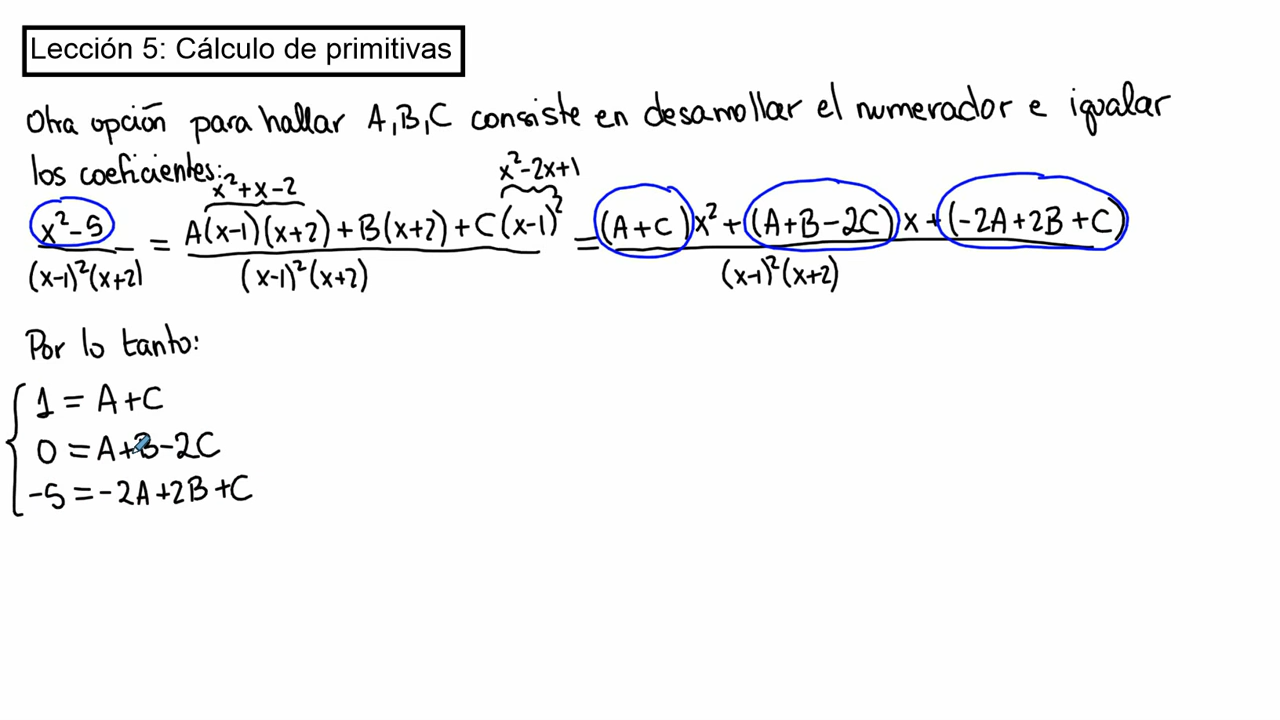 Lección 5: Cálculo de primitivas
Otra opción para hallar A,B,C consiste en desarrollar el numerador e igualar
los coeficientes:
x²+x-2 x²-2x+1
x²-5 / (x-1)²(x+2) = A(x-1)(x+2)+B(x+2)+C(x-1)² / (x-1)²(x+2) = (A+C)x²+(A+B-2C)x+(-2A+2B+C) / (x-1)²(x+2)
Por lo tanto:
1=A+C
0=A+B-2C
-5=-2A+2B+C